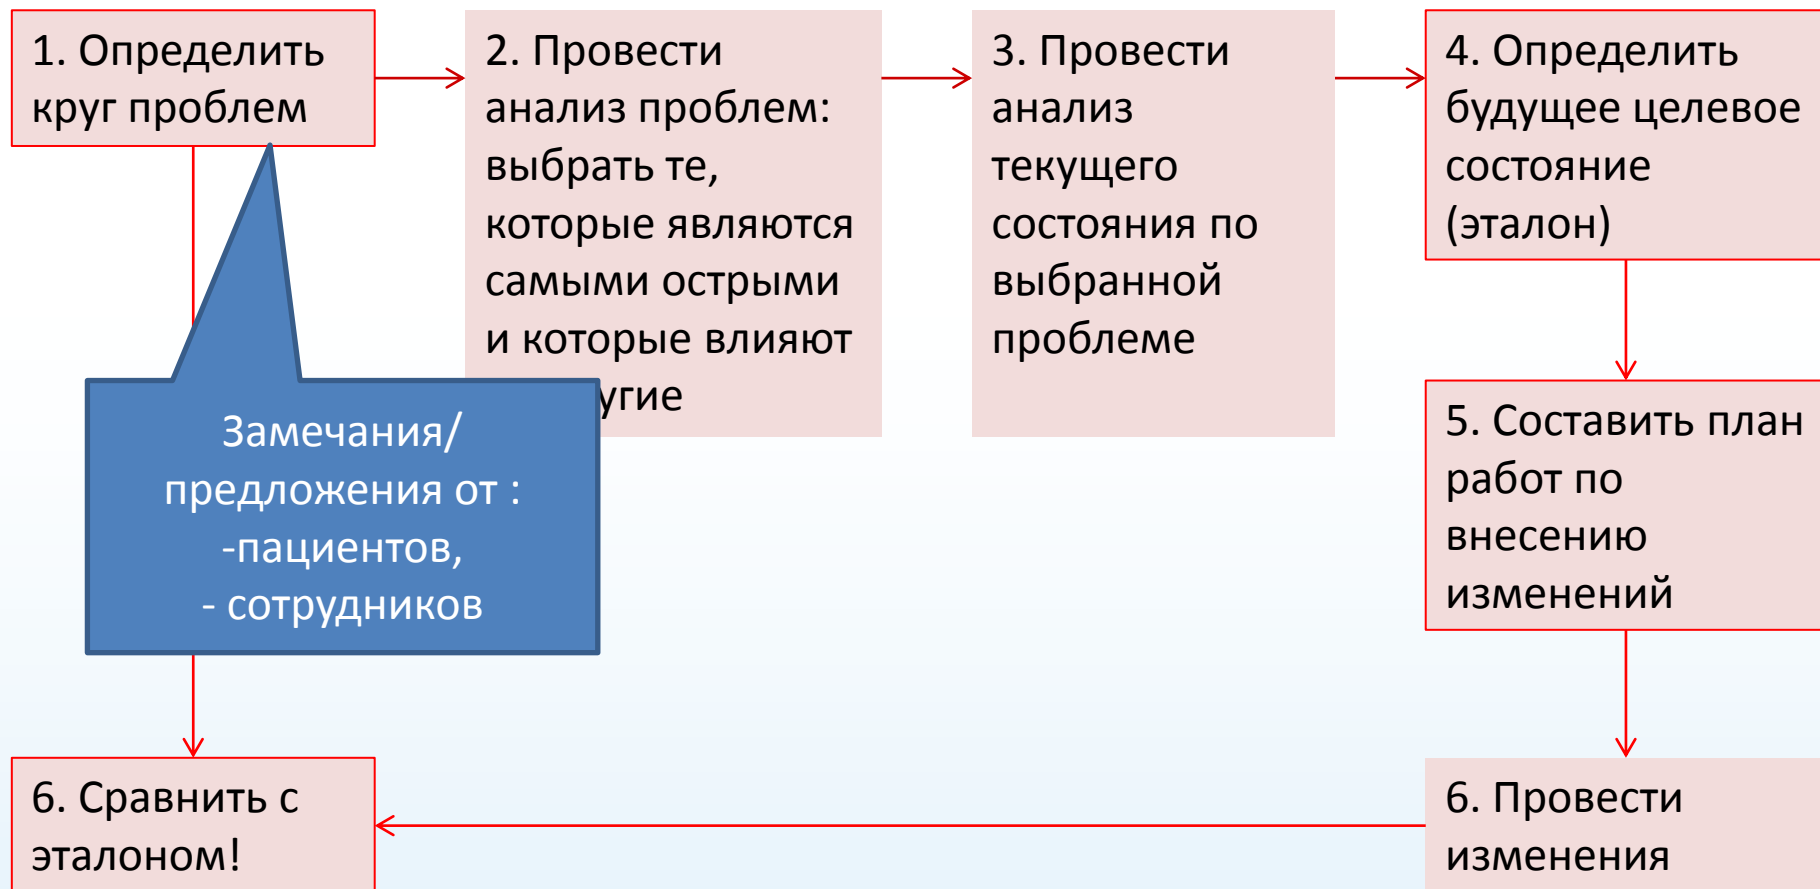 1. Определить
круг проблем
2. Провести
анализ проблем:
выбрать те,
которые являются
самыми острыми
и которые влияют
угие
3. Провести
анализ
текущего
состояния по
выбранной
проблеме
4. Определить
будущее целевое
состояние
(эталон)
Замечания/
предложения от :
-пациентов,
- сотрудников
5. Составить план
работ по
внесению
изменений
6. Сравнить с
эталоном!
6. Провести
изменения